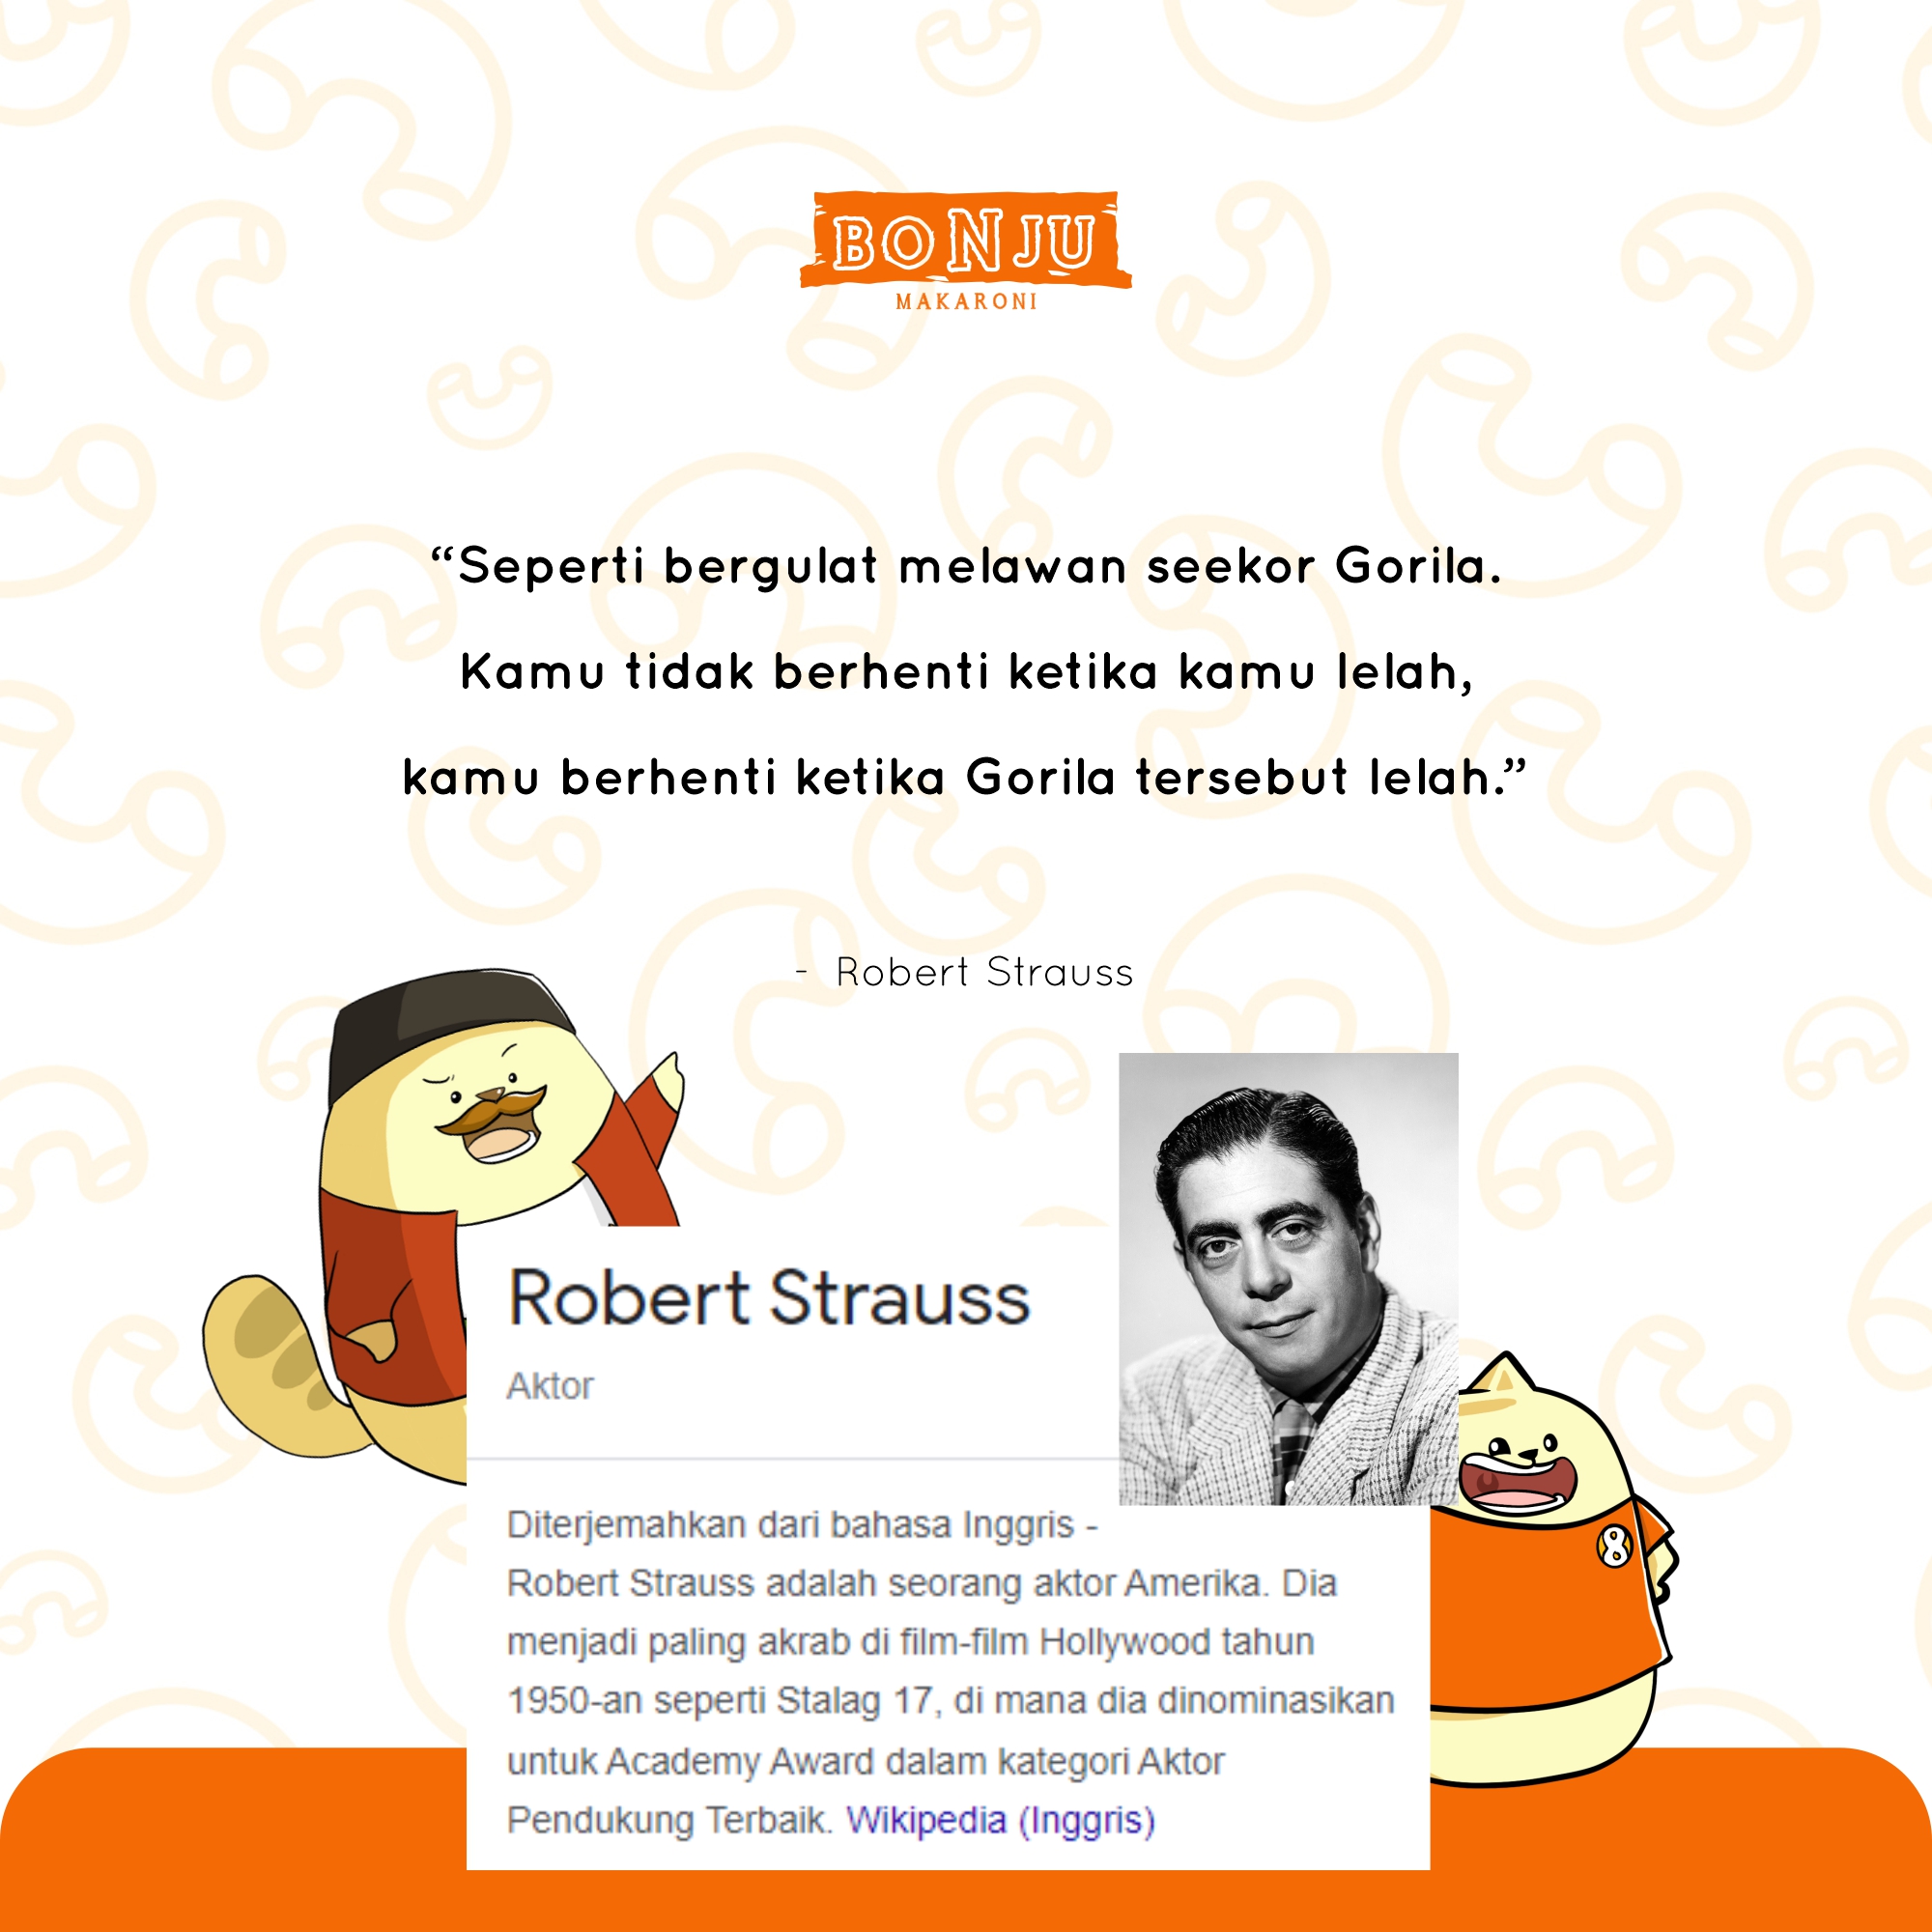 BONJU
MAKARONI
“Seperti bergulat melawan seekor Gorila.
Kamu tidak berhenti ketika kamu lelah,
kamu berhenti ketika Gorila tersebut lelah.”
- Robert Strauss
Robert Strauss
Aktor
Diterjemahkan dari bahasa Inggris -
Robert Strauss adalah seorang aktor Amerika. Dia
menjadi paling akrab di film-film Hollywood tahun
1950-an seperti Stalag 17, di mana dia dinominasikan
untuk Academy Award dalam kategori Aktor
Pendukung Terbaik. Wikipedia (Inggris)
8